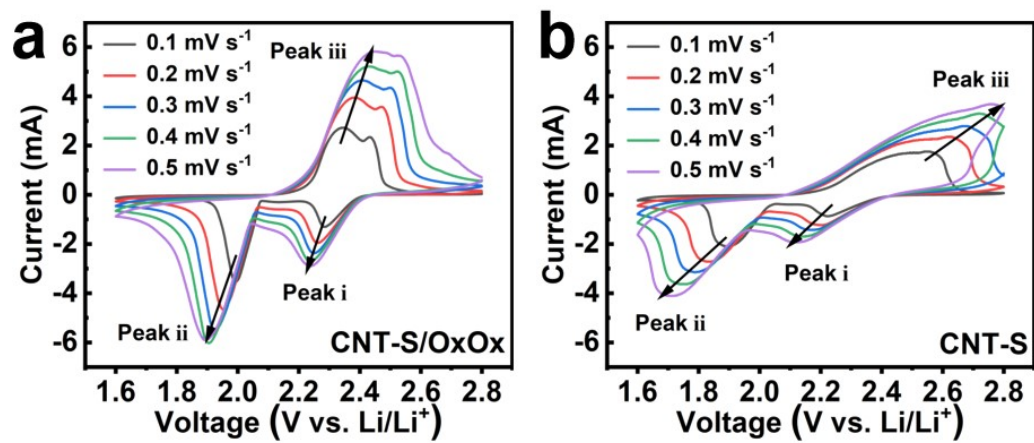 a
0.1 mV s⁻¹
0.2 mV s⁻¹
0.3 mV s⁻¹
0.4 mV s⁻¹
0.5 mV s⁻¹
Peak iii
Peak i
Peak ii
CNT-S/OxOx
6
4
2
0
-2
-4
-6
Current (mA)
1.6 1.8 2.0 2.2 2.4 2.6 2.8
Voltage (V vs. Li/Li⁺)
b
0.1 mV s⁻¹
0.2 mV s⁻¹
0.3 mV s⁻¹
0.4 mV s⁻¹
0.5 mV s⁻¹
Peak iii
Peak i
Peak ii
CNT-S
6
4
2
0
-2
-4
-6
Current (mA)
1.6 1.8 2.0 2.2 2.4 2.6 2.8
Voltage (V vs. Li/Li⁺)